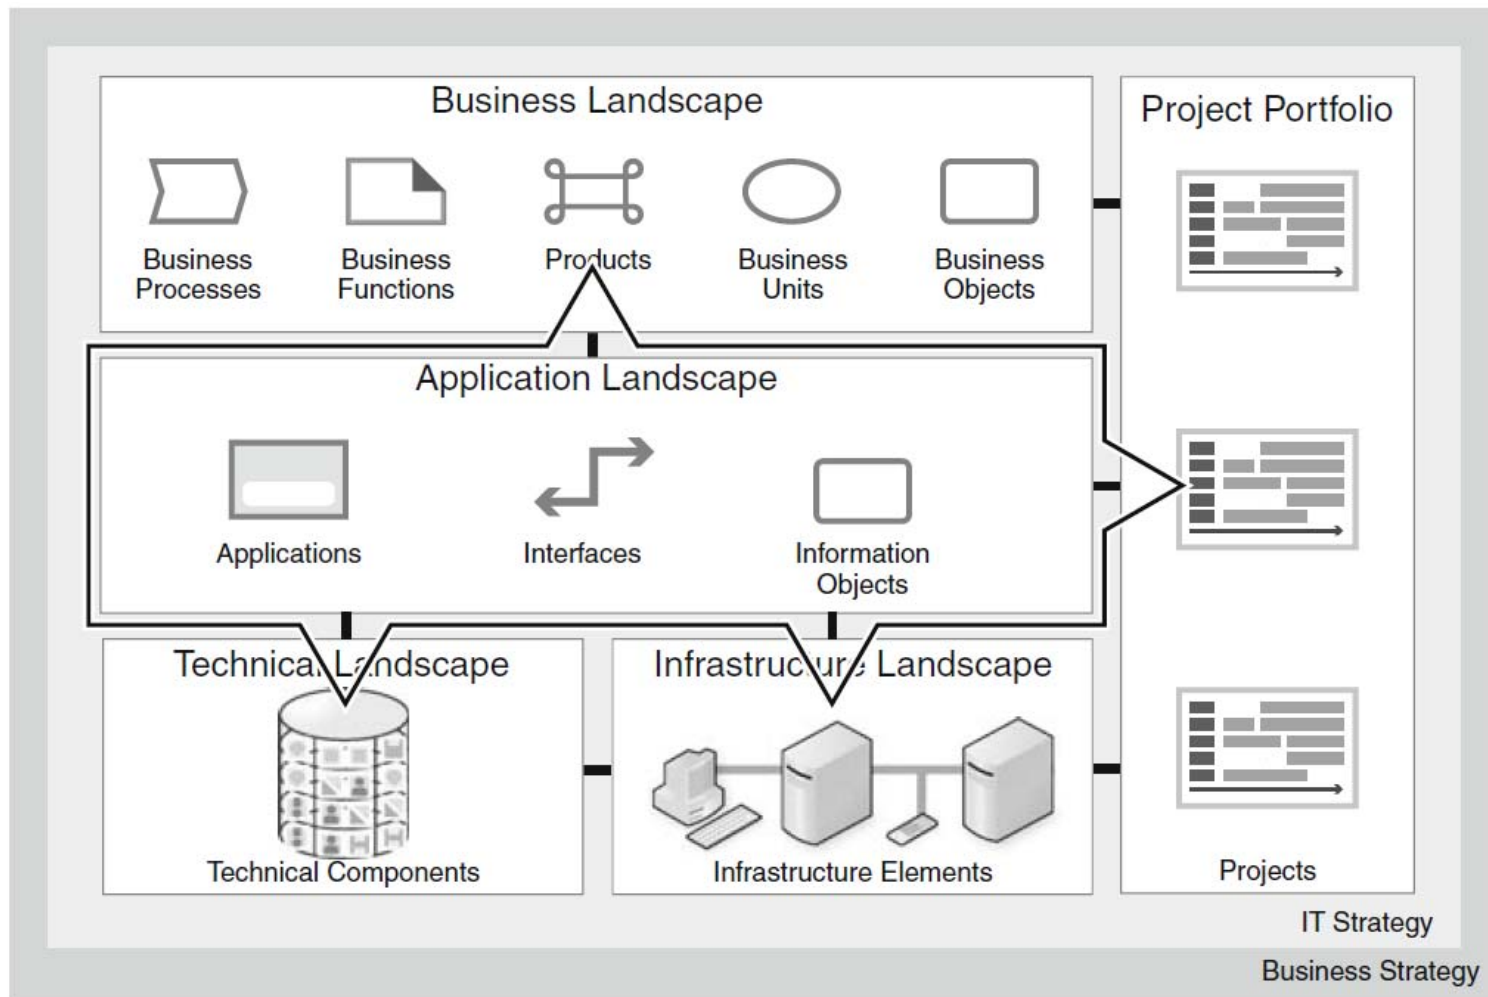 Business Landscape
Business
Processes
Business
Functions
Products
Business
Units
Business
Objects
Project Portfolio
Application Landscape
Applications
Interfaces
Information
Objects
Technical Landscape
Technical Components
Infrastructure Landscape
Infrastructure Elements
Projects
IT Strategy
Business Strategy